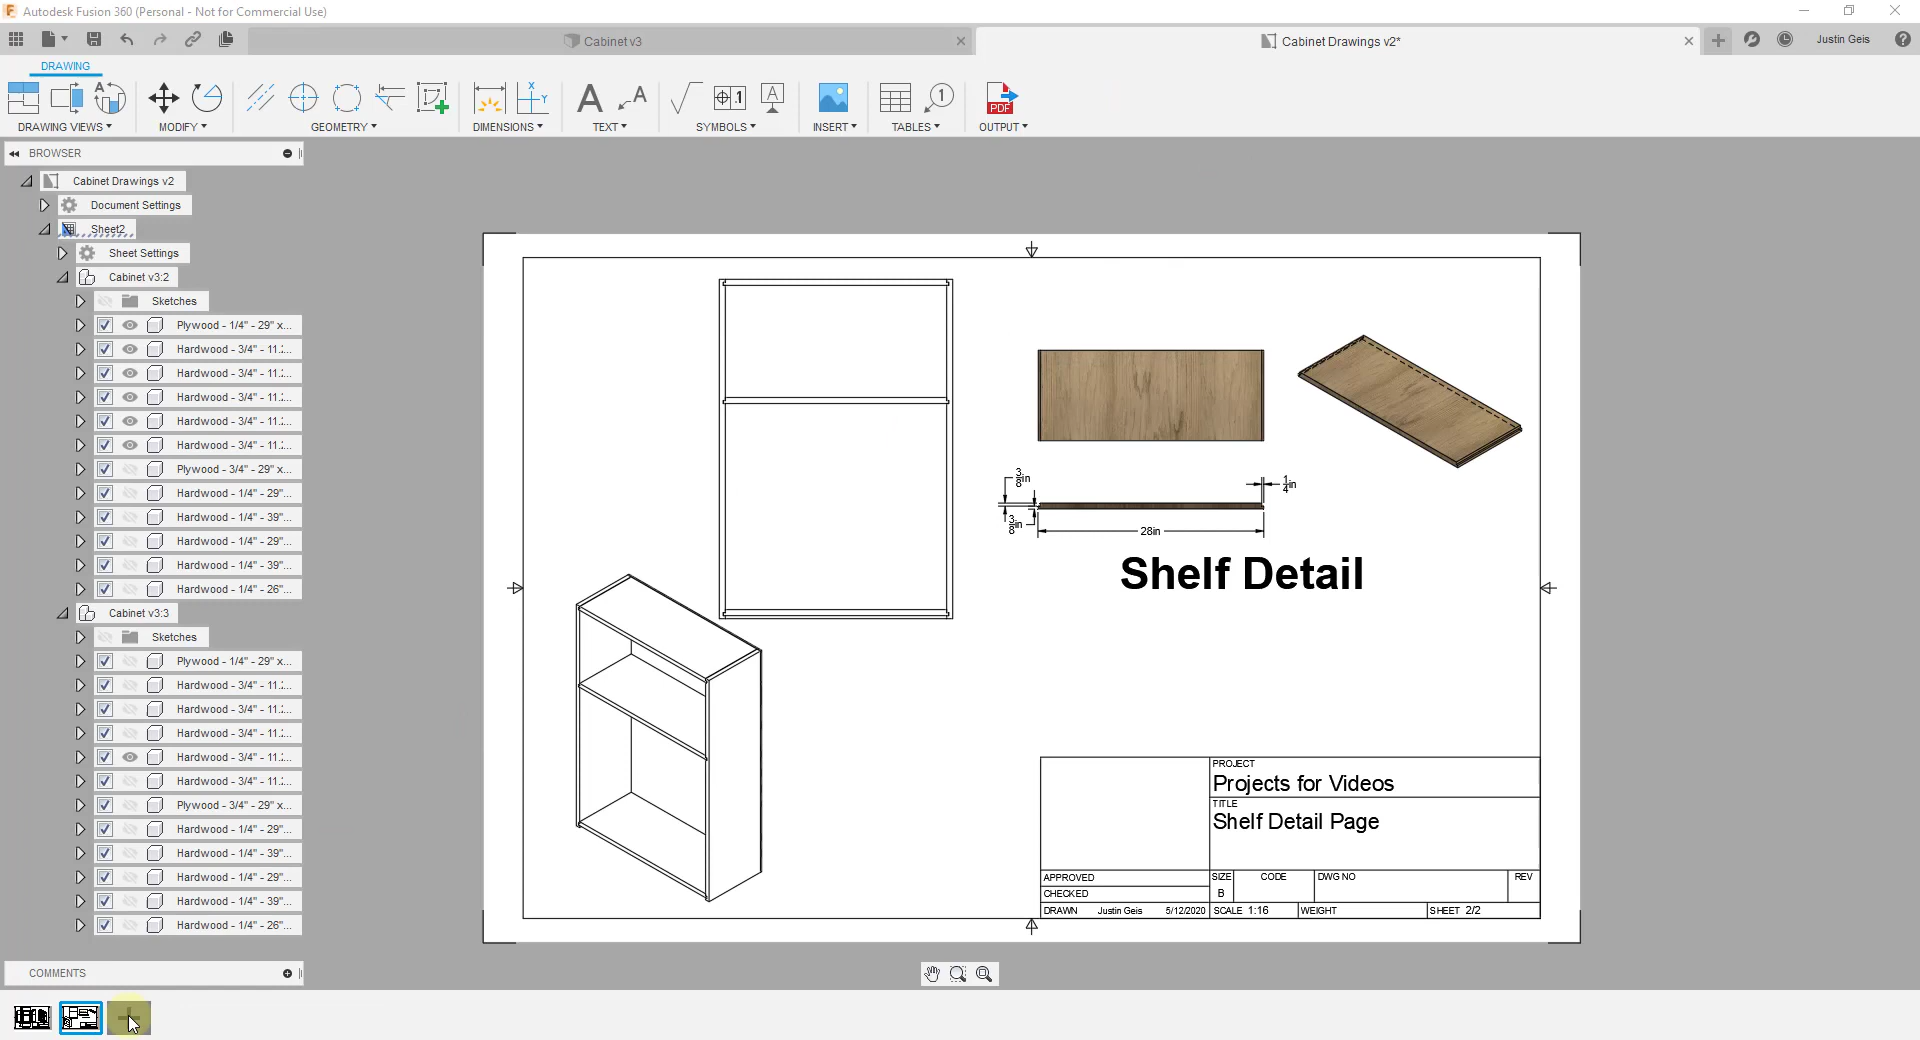 Autodesk Fusion 360 (Personal - Not for Commercial Use)
Cabinet v3
Cabinet Drawings v2*
Justin Geis
DRAWING
DRAWING VIEWS
MODIFY
GEOMETRY
DIMENSIONS
TEXT
SYMBOLS
INSERT
TABLES
OUTPUT
BROWSER
Cabinet Drawings v2
Document Settings
Sheet2
Sheet Settings
Cabinet v3:2
Sketches
Plywood - 1/4" - 29" x...
Hardwood - 3/4" - 11.:...
Hardwood - 3/4" - 11.:...
Hardwood - 3/4" - 11.:...
Hardwood - 3/4" - 11.:...
Hardwood - 3/4" - 11.:...
Plywood - 3/4" - 29" x...
Hardwood - 1/4" - 29"...
Hardwood - 1/4" - 39"...
Hardwood - 1/4" - 29"...
Hardwood - 1/4" - 39"...
Hardwood - 1/4" - 26"...
Cabinet v3:3
Sketches
Plywood - 1/4" - 29" x...
Hardwood - 3/4" - 11.:...
Hardwood - 3/4" - 11.:...
Hardwood - 3/4" - 11.:...
Hardwood - 3/4" - 11.:...
Hardwood - 3/4" - 11.:...
Plywood - 3/4" - 29" x...
Hardwood - 1/4" - 29"...
Hardwood - 1/4" - 39"...
Hardwood - 1/4" - 29"...
Hardwood - 1/4" - 39"...
Hardwood - 1/4" - 26"...
COMMENTS
3/8in
1/4in
3/8in
28in
Shelf Detail
PROJECT
Projects for Videos
TITLE
Shelf Detail Page
APPROVED
CHECKED
DRAWN Justin Geis 5/12/2020
SIZE CODE DWG NO REV
B
SCALE 1:16 WEIGHT SHEET 2/2